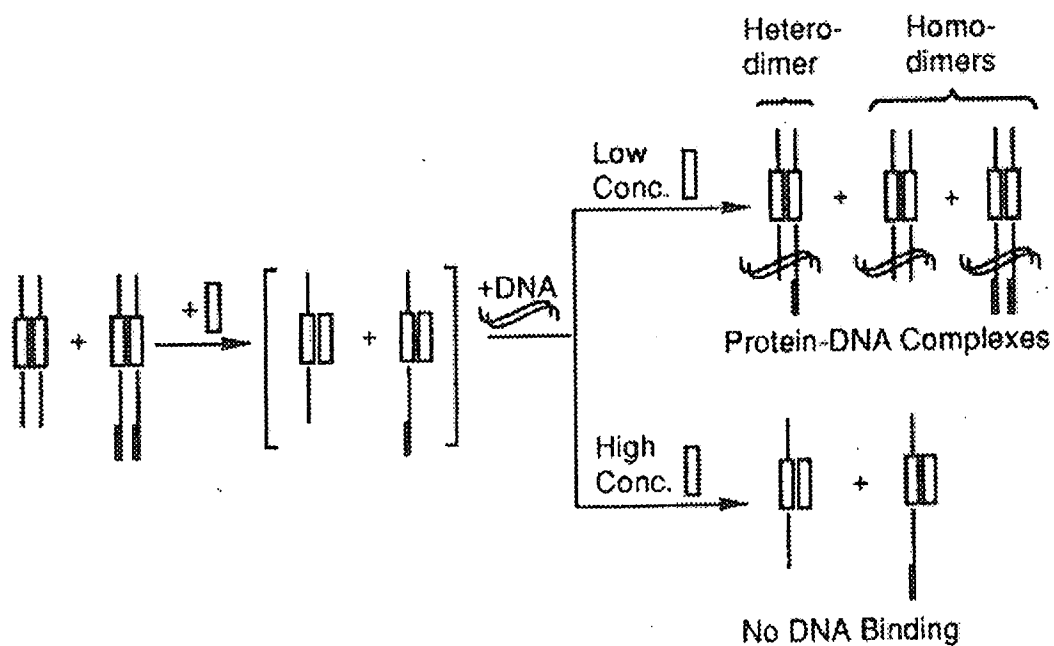 Hetero-
dimer
Homo-
dimers
Low
Conc.
+
+
+
+
+
+DNA
Protein-DNA Complexes
High
Conc.
+
No DNA Binding